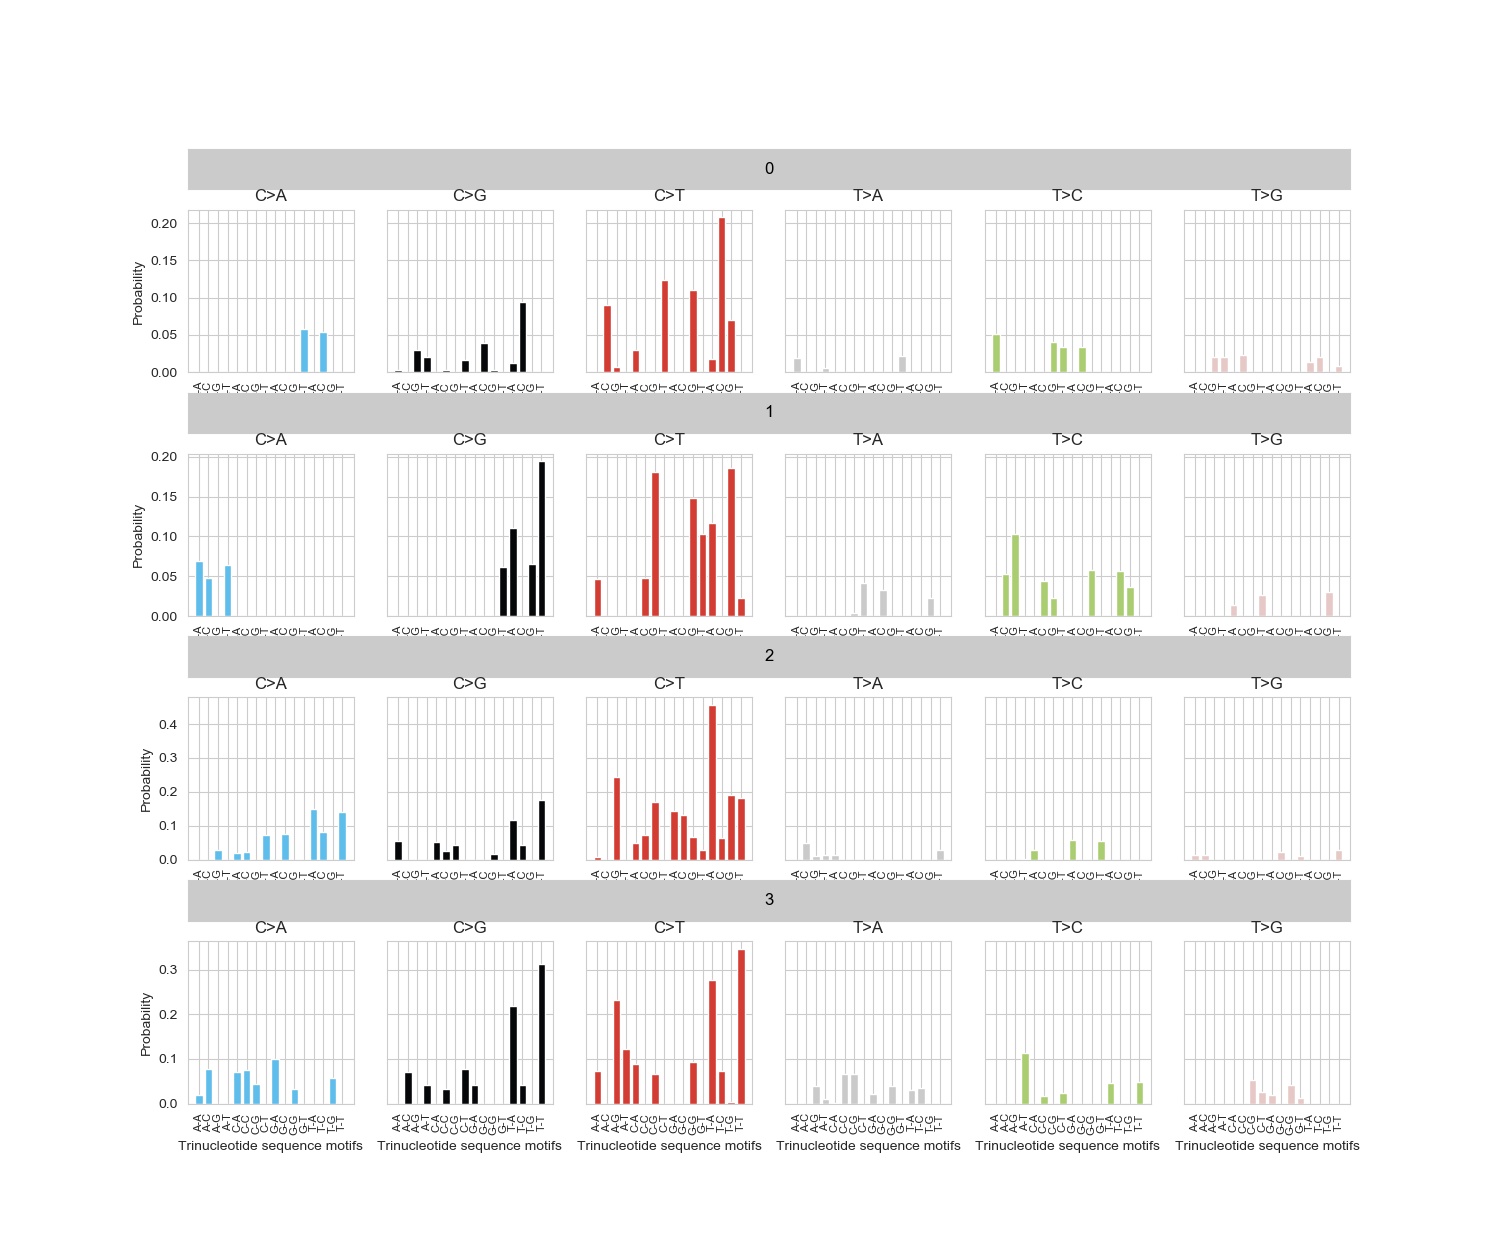 0
C>A C>G C>T T>A T>C T>G
Probability
0.20
0.15
0.10
0.05
0.00
1
C>A C>G C>T T>A T>C T>G
Probability
0.20
0.15
0.10
0.05
0.00
2
C>A C>G C>T T>A T>C T>G
Probability
0.4
0.3
0.2
0.1
0.0
3
C>A C>G C>T T>A T>C T>G
Probability
0.3
0.2
0.1
0.0
A-A A-C A-G A-T C-A C-C C-G C-T G-A G-C G-G G-T T-A T-C T-G T-T
A-A A-C A-G A-T C-A C-C C-G C-T G-A G-C G-G G-T T-A T-C T-G T-T
A-A A-C A-G A-T C-A C-C C-G C-T G-A G-C G-G G-T T-A T-C T-G T-T
A-A A-C A-G A-T C-A C-C C-G C-T G-A G-C G-G G-T T-A T-C T-G T-T
A-A A-C A-G A-T C-A C-C C-G C-T G-A G-C G-G G-T T-A T-C T-G T-T
A-A A-C A-G A-T C-A C-C C-G C-T G-A G-C G-G G-T T-A T-C T-G T-T
Trinucleotide sequence motifs Trinucleotide sequence motifs Trinucleotide sequence motifs Trinucleotide sequence motifs Trinucleotide sequence motifs Trinucleotide sequence motifs